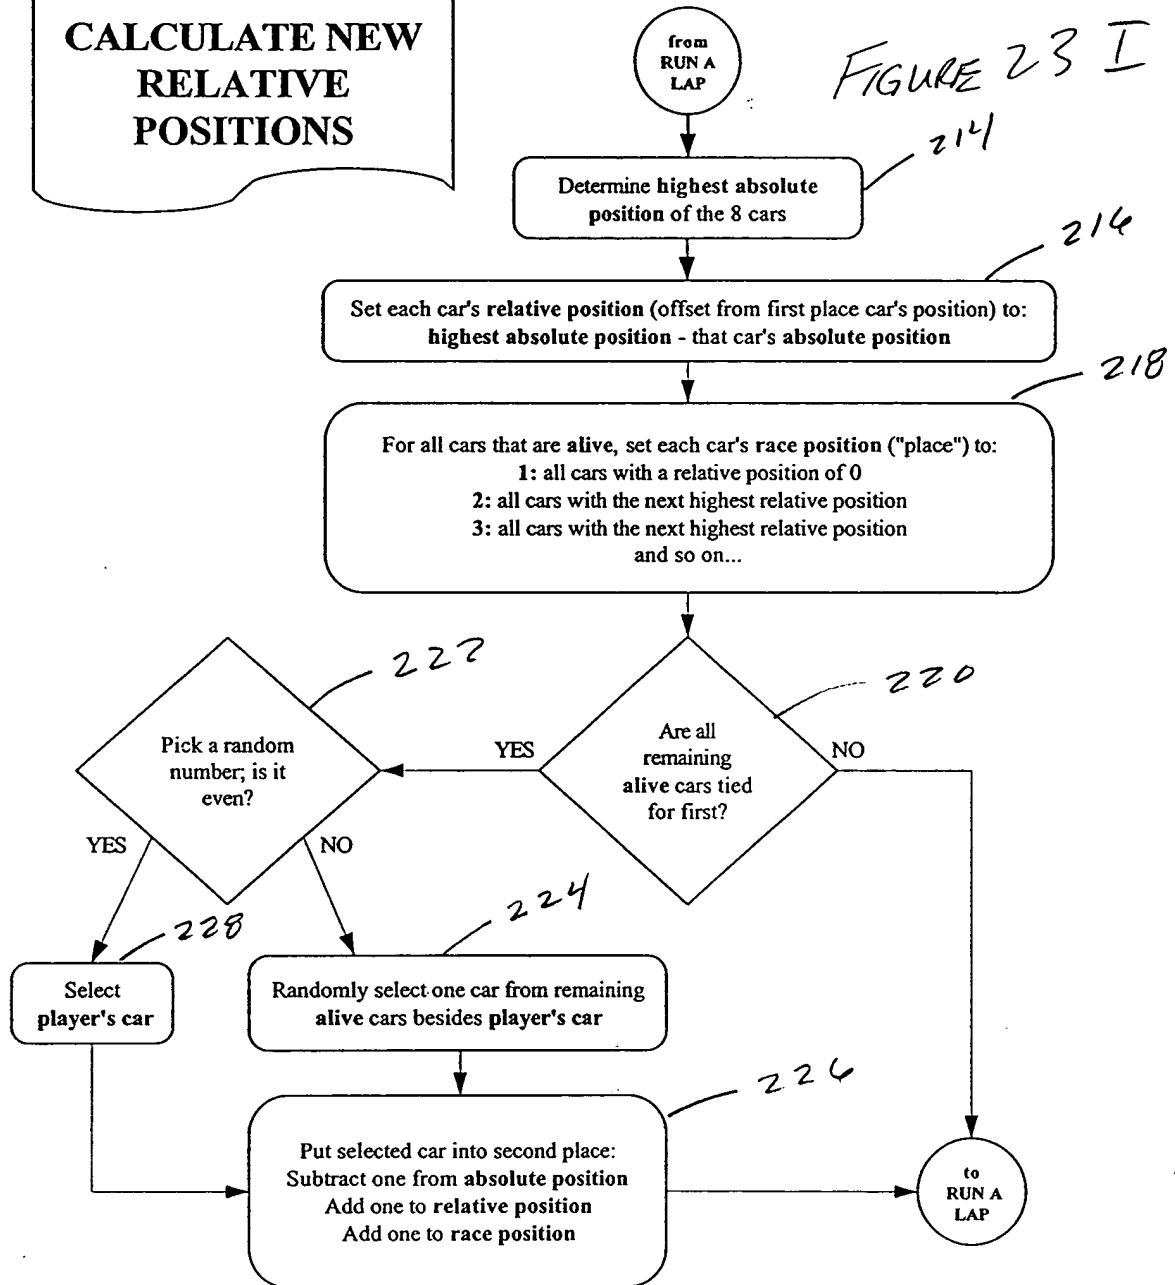 CALCULATE NEW
RELATIVE
POSITIONS
from
RUN A
LAP
FIGURE 23 I
214
Determine highest absolute
position of the 8 cars
216
Set each car's relative position (offset from first place car's position) to:
highest absolute position - that car's absolute position
218
For all cars that are alive, set each car's race position ("place") to:
1: all cars with a relative position of 0
2: all cars with the next highest relative position
3: all cars with the next highest relative position
and so on...
222
220
Pick a random
number; is it
even?
YES
Are all
remaining
alive cars tied
for first?
NO
YES
NO
228
224
Select
player's car
Randomly select one car from remaining
alive cars besides player's car
226
Put selected car into second place:
Subtract one from absolute position
Add one to relative position
Add one to race position
to
RUN A
LAP